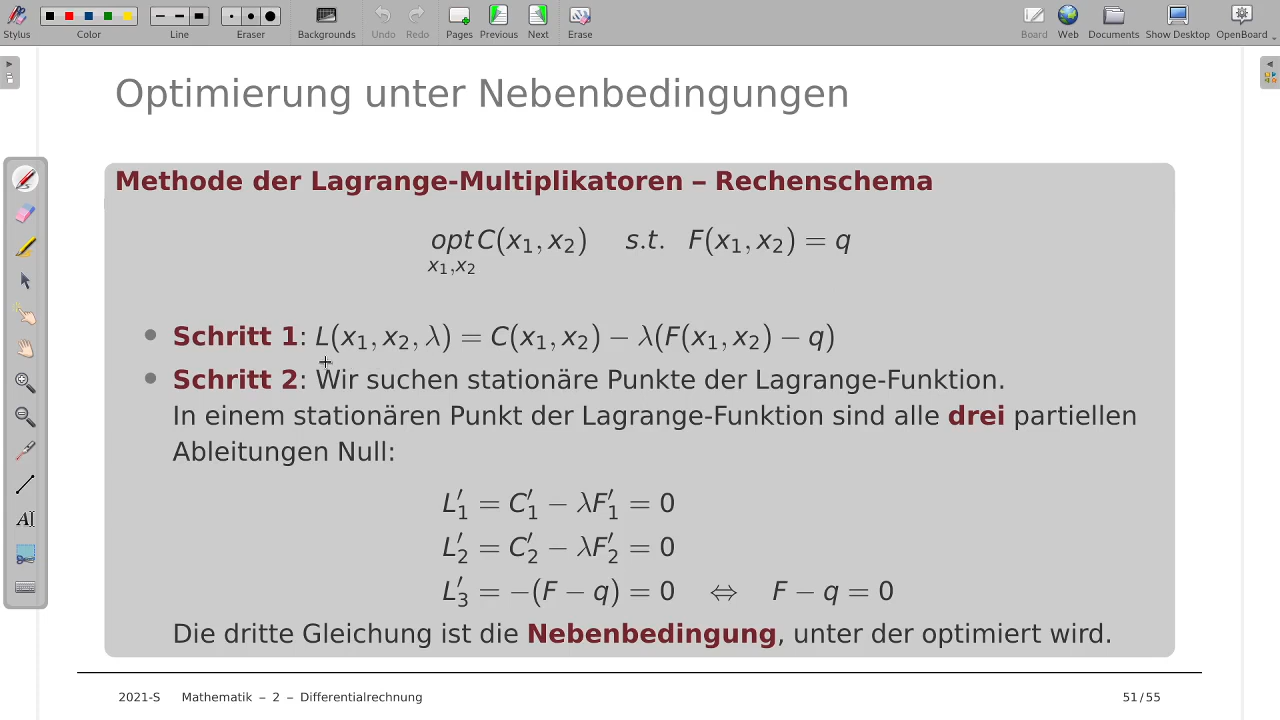 Stylus Color Line Eraser Backgrounds Undo Redo Pages Previous Next Erase Board Web Documents Show Desktop OpenBoard
Optimierung unter Nebenbedingungen
Methode der Lagrange-Multiplikatoren – Rechenschema
opt C(x₁, x₂) s.t. F(x₁, x₂) = q
x₁,x₂
• Schritt 1: L(x₁, x₂, λ) = C(x₁, x₂) − λ(F(x₁, x₂) − q)
• Schritt 2: Wir suchen stationäre Punkte der Lagrange-Funktion.
In einem stationären Punkt der Lagrange-Funktion sind alle drei partiellen
Ableitungen Null:
L′₁ = C′₁ − λF′₁ = 0
L′₂ = C′₂ − λF′₂ = 0
L′₃ = −(F − q) = 0 ⇔ F − q = 0
Die dritte Gleichung ist die Nebenbedingung, unter der optimiert wird.
2021-S Mathematik – 2 – Differentialrechnung 51/55